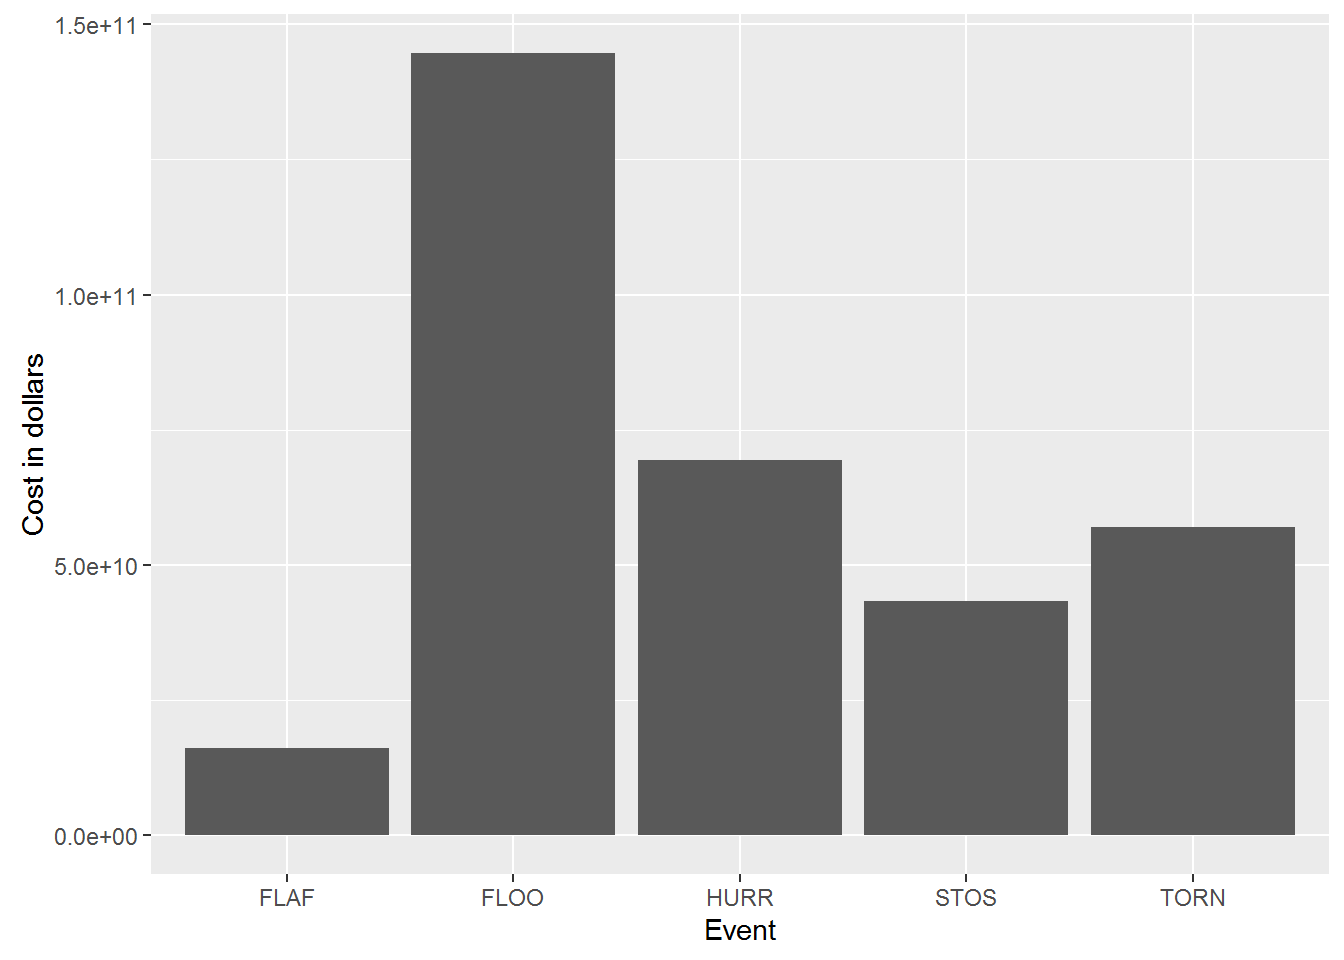 1.5e+11
1.0e+11
5.0e+10
0.0e+00
Cost in dollars
FLAF FLOO HURR STOS TORN
Event